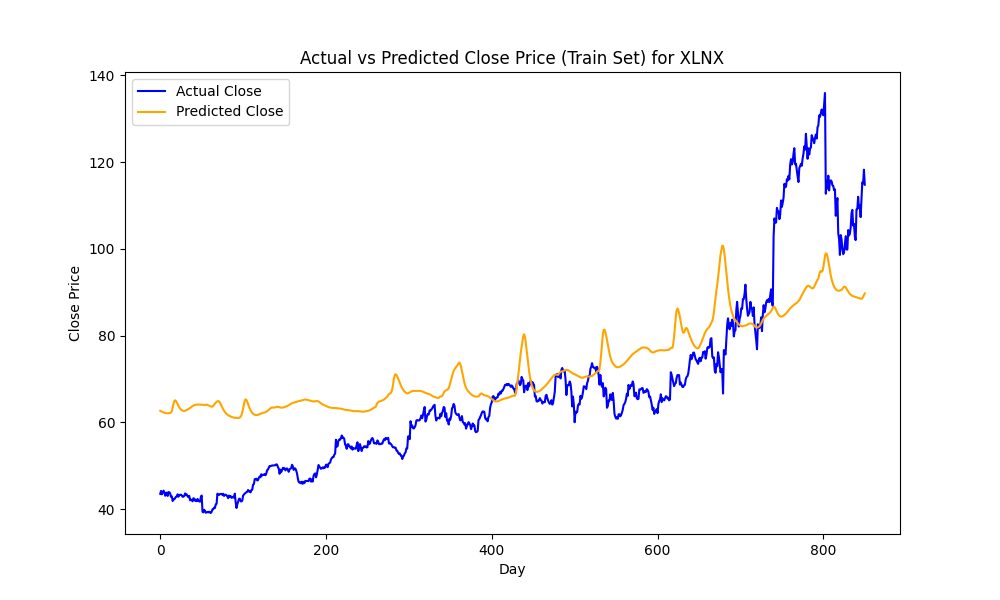 Actual vs Predicted Close Price (Train Set) for XLNX
Actual Close
Predicted Close
Close Price
140
120
100
80
60
40
0 200 400 600 800
Day